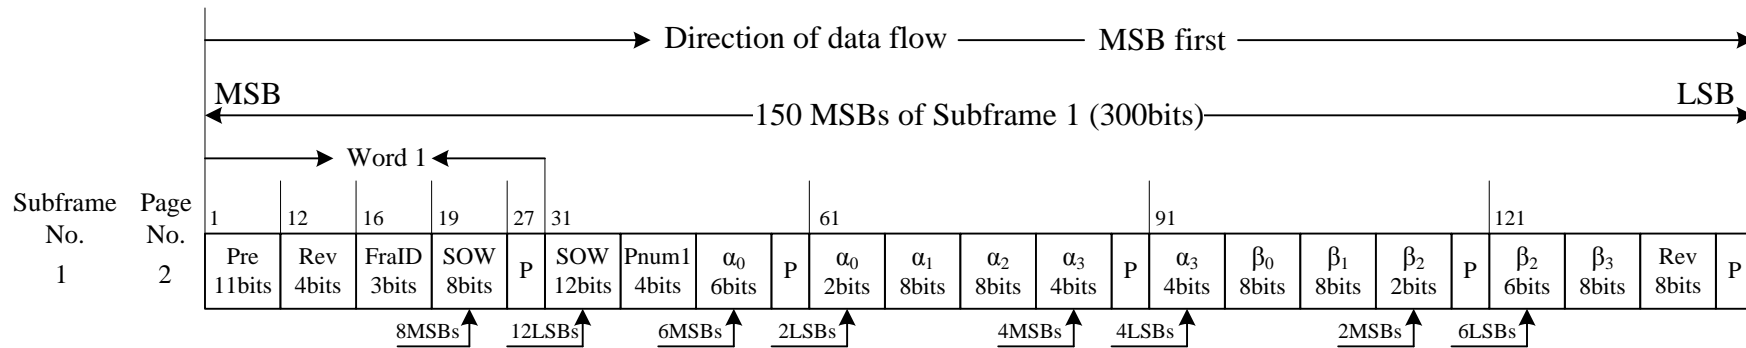 Direction of data flow MSB first
MSB LSB
150 MSBs of Subframe 1 (300bits)
Word 1
Subframe No. 1
Page No. 2
1 12 16 19 27 31 61 91 121
Pre 11bits
Rev 4bits
FraID 3bits
SOW 8bits
P
SOW 12bits
Pnum1 4bits
α₀ 6bits
P
α₀ 2bits
α₁ 8bits
α₂ 8bits
α₃ 4bits
P
α₃ 4bits
β₀ 8bits
β₁ 8bits
β₂ 2bits
P
β₂ 6bits
β₃ 8bits
Rev 8bits
P
8MSBs 12LSBs 6MSBs 2LSBs 4MSBs 4LSBs 2MSBs 6LSBs